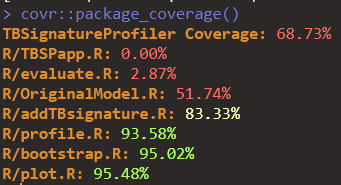 > covr::package_coverage()
TBSignatureProfiler Coverage: 68.73%
R/TBSPapp.R: 0.00%
R/evaluate.R: 2.87%
R/OriginalModel.R: 51.74%
R/addTBsignature.R: 83.33%
R/profile.R: 93.58%
R/bootstrap.R: 95.02%
R/plot.R: 95.48%